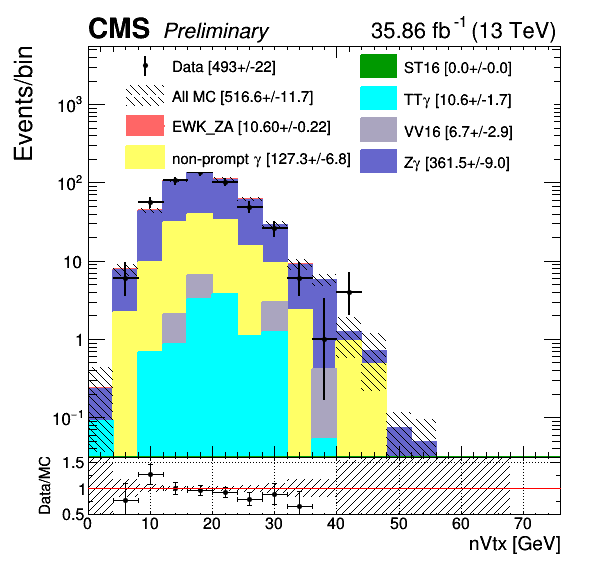 CMS Preliminary 35.86 fb⁻¹ (13 TeV)
Events/bin
Data [493+/-22]
All MC [516.6+/-11.7]
EWK_ZA [10.60+/-0.22]
non-prompt γ [127.3+/-6.8]
ST16 [0.0+/-0.0]
TTγ [10.6+/-1.7]
VV16 [6.7+/-2.9]
Zγ [361.5+/-9.0]
10³
10²
10
1
10⁻¹
Data/MC
1.5
1
0.5
0 10 20 30 40 50 60 70
nVtx [GeV]